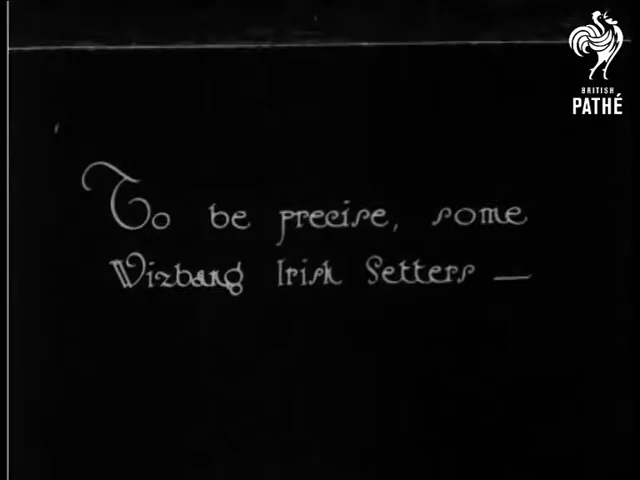 BRITISH
PATHÉ
To be precise, some
Wizbang Irish Setters —